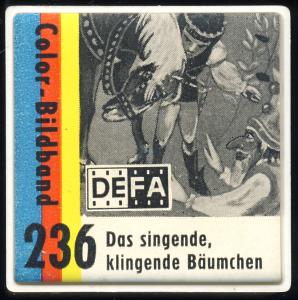 Color-Bildband
DEFA
236 Das singende,
klingende Bäumchen